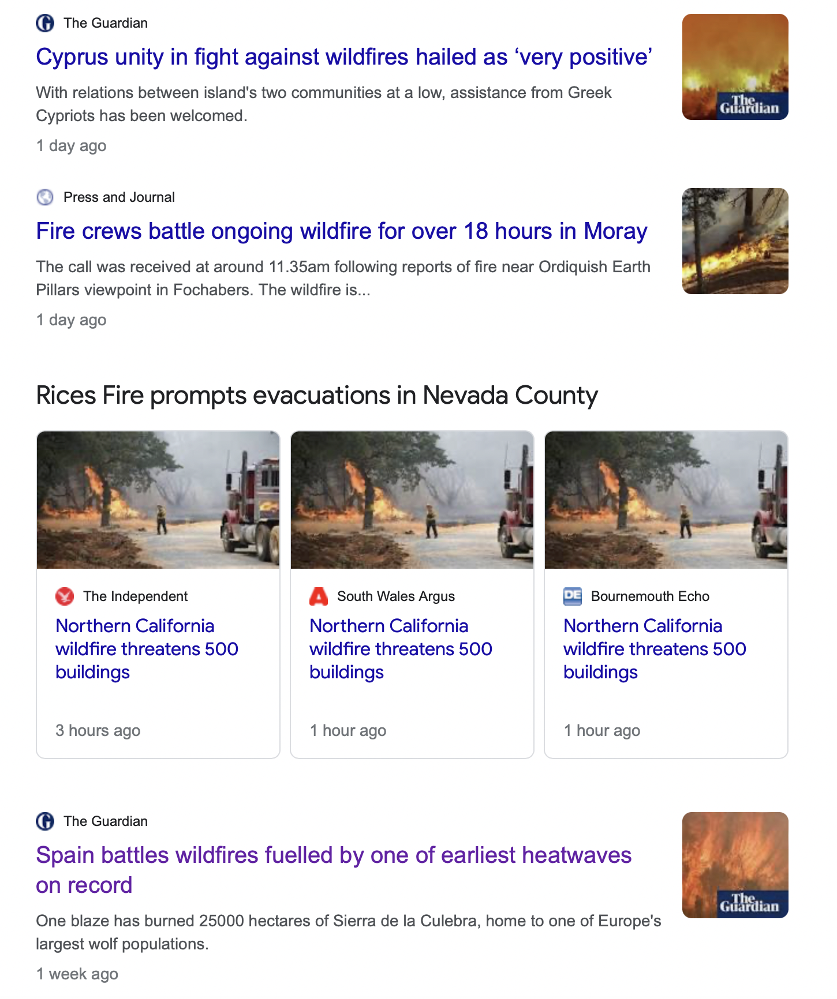 The Guardian
Cyprus unity in fight against wildfires hailed as ‘very positive’
With relations between island's two communities at a low, assistance from Greek
Cypriots has been welcomed.
1 day ago
The
Guardian
Press and Journal
Fire crews battle ongoing wildfire for over 18 hours in Moray
The call was received at around 11.35am following reports of fire near Ordiquish Earth
Pillars viewpoint in Fochabers. The wildfire is...
1 day ago
Rices Fire prompts evacuations in Nevada County
The Independent
Northern California
wildfire threatens 500
buildings
3 hours ago
A South Wales Argus
Northern California
wildfire threatens 500
buildings
1 hour ago
DE Bournemouth Echo
Northern California
wildfire threatens 500
buildings
1 hour ago
G The Guardian
Spain battles wildfires fuelled by one of earliest heatwaves
on record
One blaze has burned 25000 hectares of Sierra de la Culebra, home to one of Europe's
largest wolf populations.
1 week ago
The
Guardian